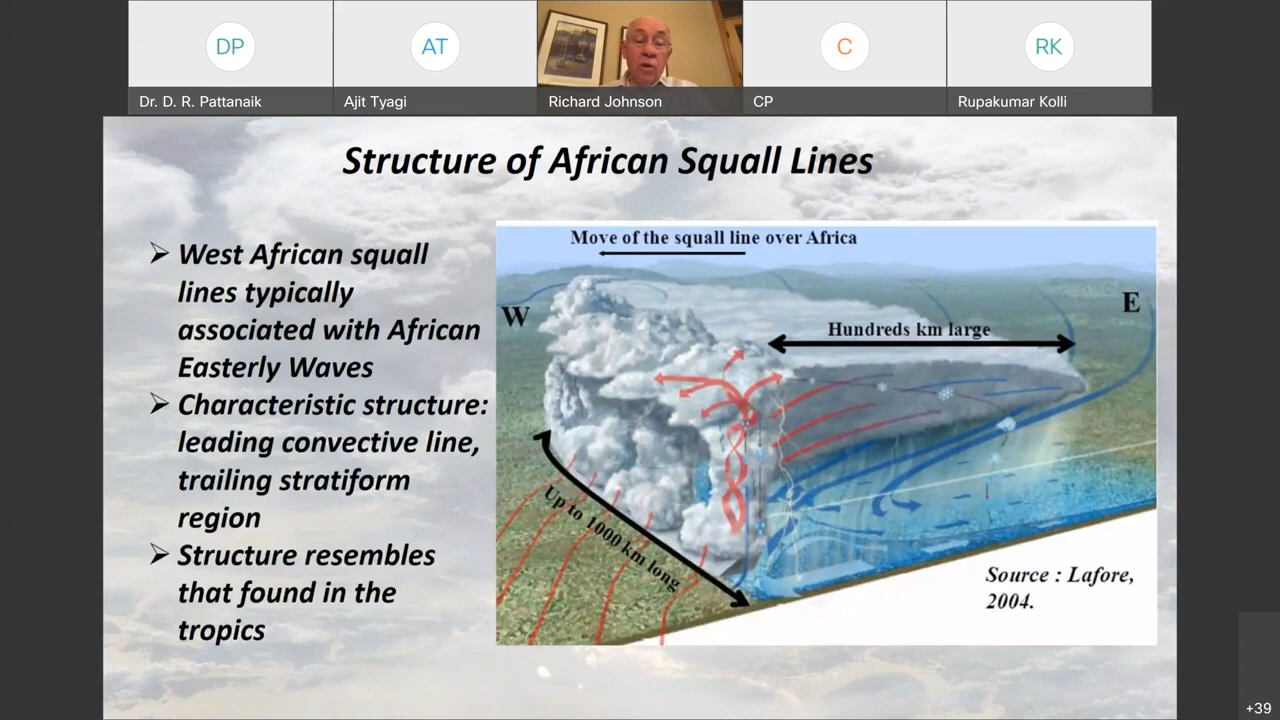 DP
AT
C
RK
Dr. D. R. Pattanaik
Ajit Tyagi
Richard Johnson
CP
Rupakumar Kolli
Structure of African Squall Lines
➢ West African squall
lines typically
associated with African
Easterly Waves
➢ Characteristic structure:
leading convective line,
trailing stratiform
region
➢ Structure resembles
that found in the
tropics
Move of the squall line over Africa
W
E
Hundreds km large
Up to 1000 km long
Source : Lafore,
2004.
+39